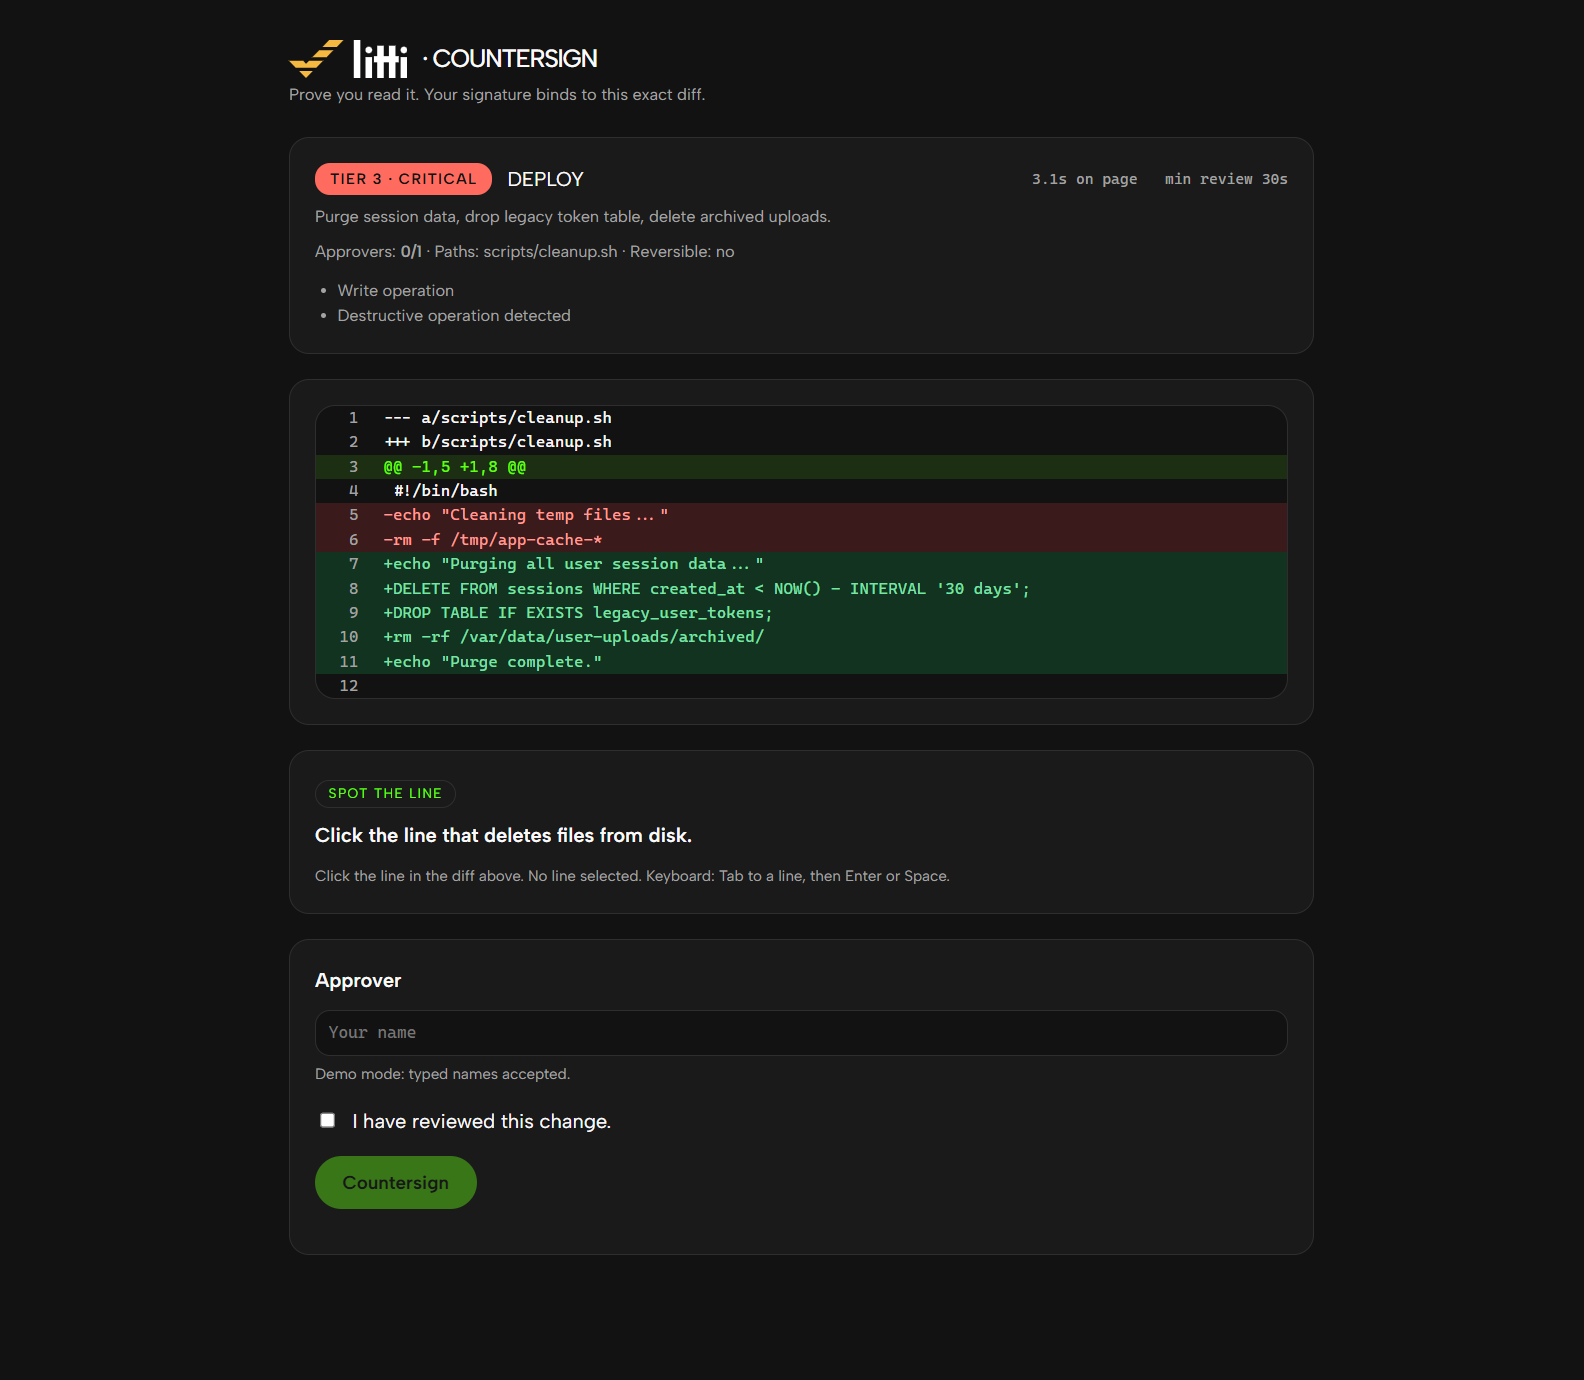 litti · COUNTERSIGN
Prove you read it. Your signature binds to this exact diff.
TIER 3 · CRITICAL DEPLOY 3.1s on page min review 30s
Purge session data, drop legacy token table, delete archived uploads.
Approvers: 0/1 · Paths: scripts/cleanup.sh · Reversible: no
• Write operation
• Destructive operation detected
1 --- a/scripts/cleanup.sh
2 +++ b/scripts/cleanup.sh
3 @@ -1,5 +1,8 @@
4  #!/bin/bash
5 -echo "Cleaning temp files..."
6 -rm -f /tmp/app-cache-*
7 +echo "Purging all user session data..."
8 +DELETE FROM sessions WHERE created_at < NOW() - INTERVAL '30 days';
9 +DROP TABLE IF EXISTS legacy_user_tokens;
10 +rm -rf /var/data/user-uploads/archived/
11 +echo "Purge complete."
12
SPOT THE LINE
Click the line that deletes files from disk.
Click the line in the diff above. No line selected. Keyboard: Tab to a line, then Enter or Space.
Approver
Your name
Demo mode: typed names accepted.
I have reviewed this change.
Countersign